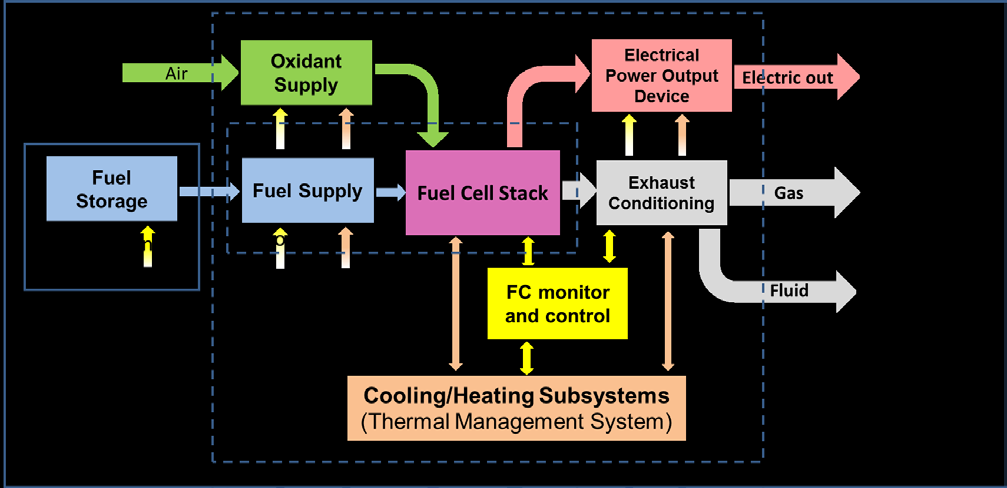 Air
Oxidant
Supply
Electrical
Power Output
Device
Electric out
Fuel
Storage
Fuel Supply
Fuel Cell Stack
Exhaust
Conditioning
Gas
FC monitor
and control
Fluid
Cooling/Heating Subsystems
(Thermal Management System)